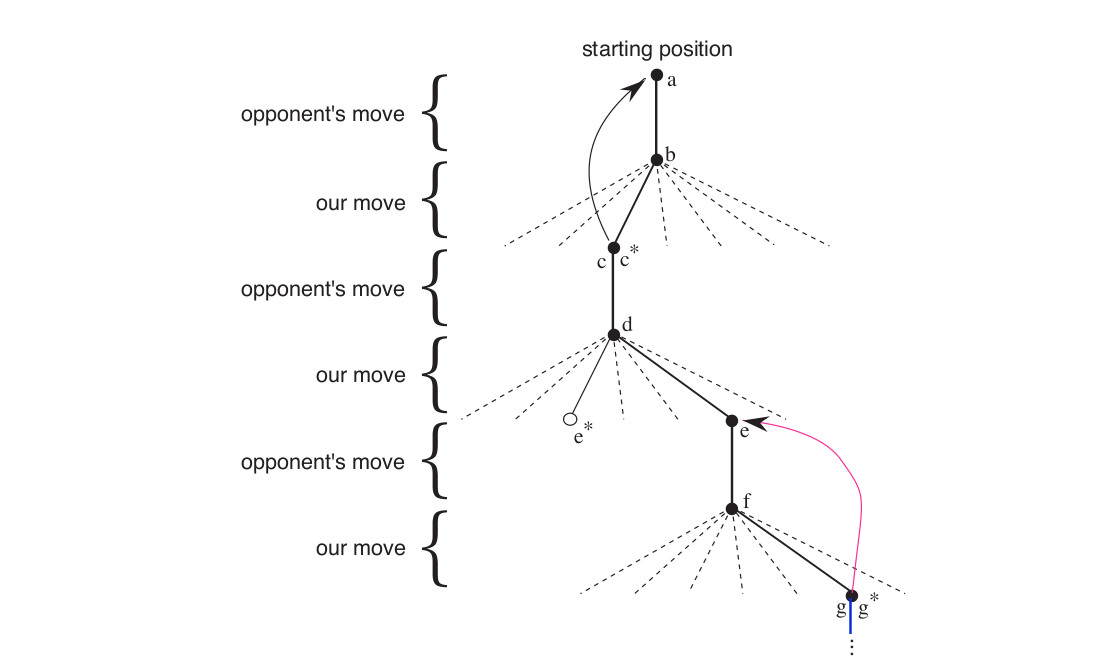 starting position
a
opponent's move
b
our move
c c*
opponent's move
d
our move
e*
e
opponent's move
f
our move
g g*